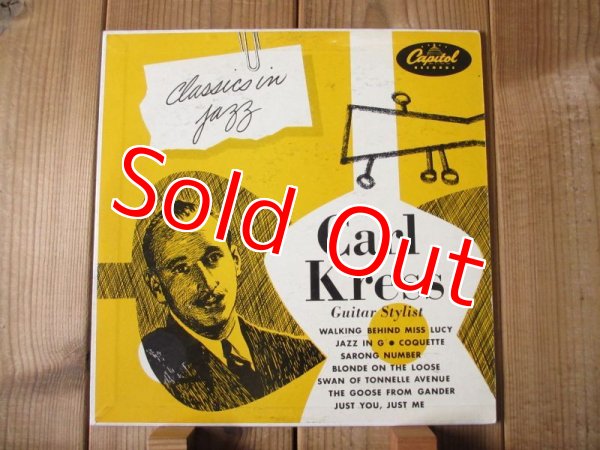 Classics in
jazz
Capitol
RECORDS
Sold Out
Carl
Kress
Guitar Stylist
WALKING BEHIND MISS LUCY
JAZZ IN G • COQUETTE
SARONG NUMBER
BLONDE ON THE LOOSE
SWAN OF TONNELLE AVENUE
THE GOOSE FROM GANDER
JUST YOU, JUST ME